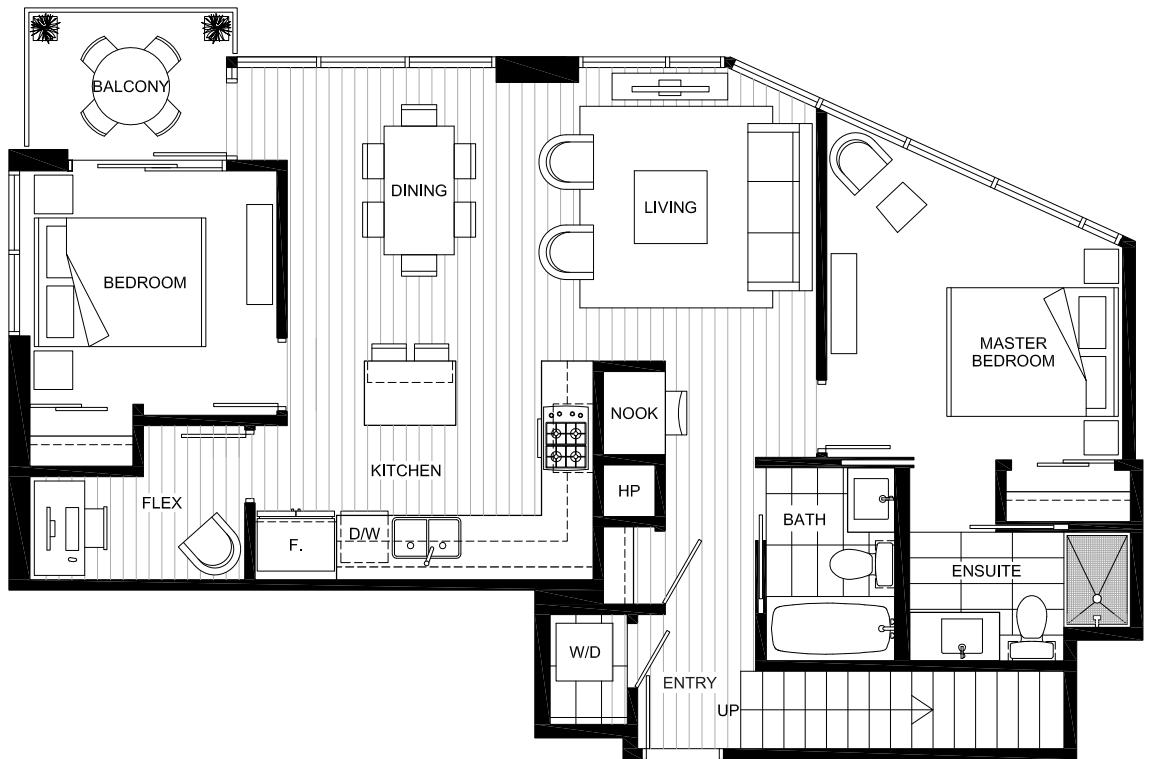 BALCONY
DINING
LIVING
BEDROOM
MASTER
BEDROOM
NOOK
KITCHEN
HP
FLEX
BATH
D/W
F.
ENSUITE
W/D
ENTRY
UP